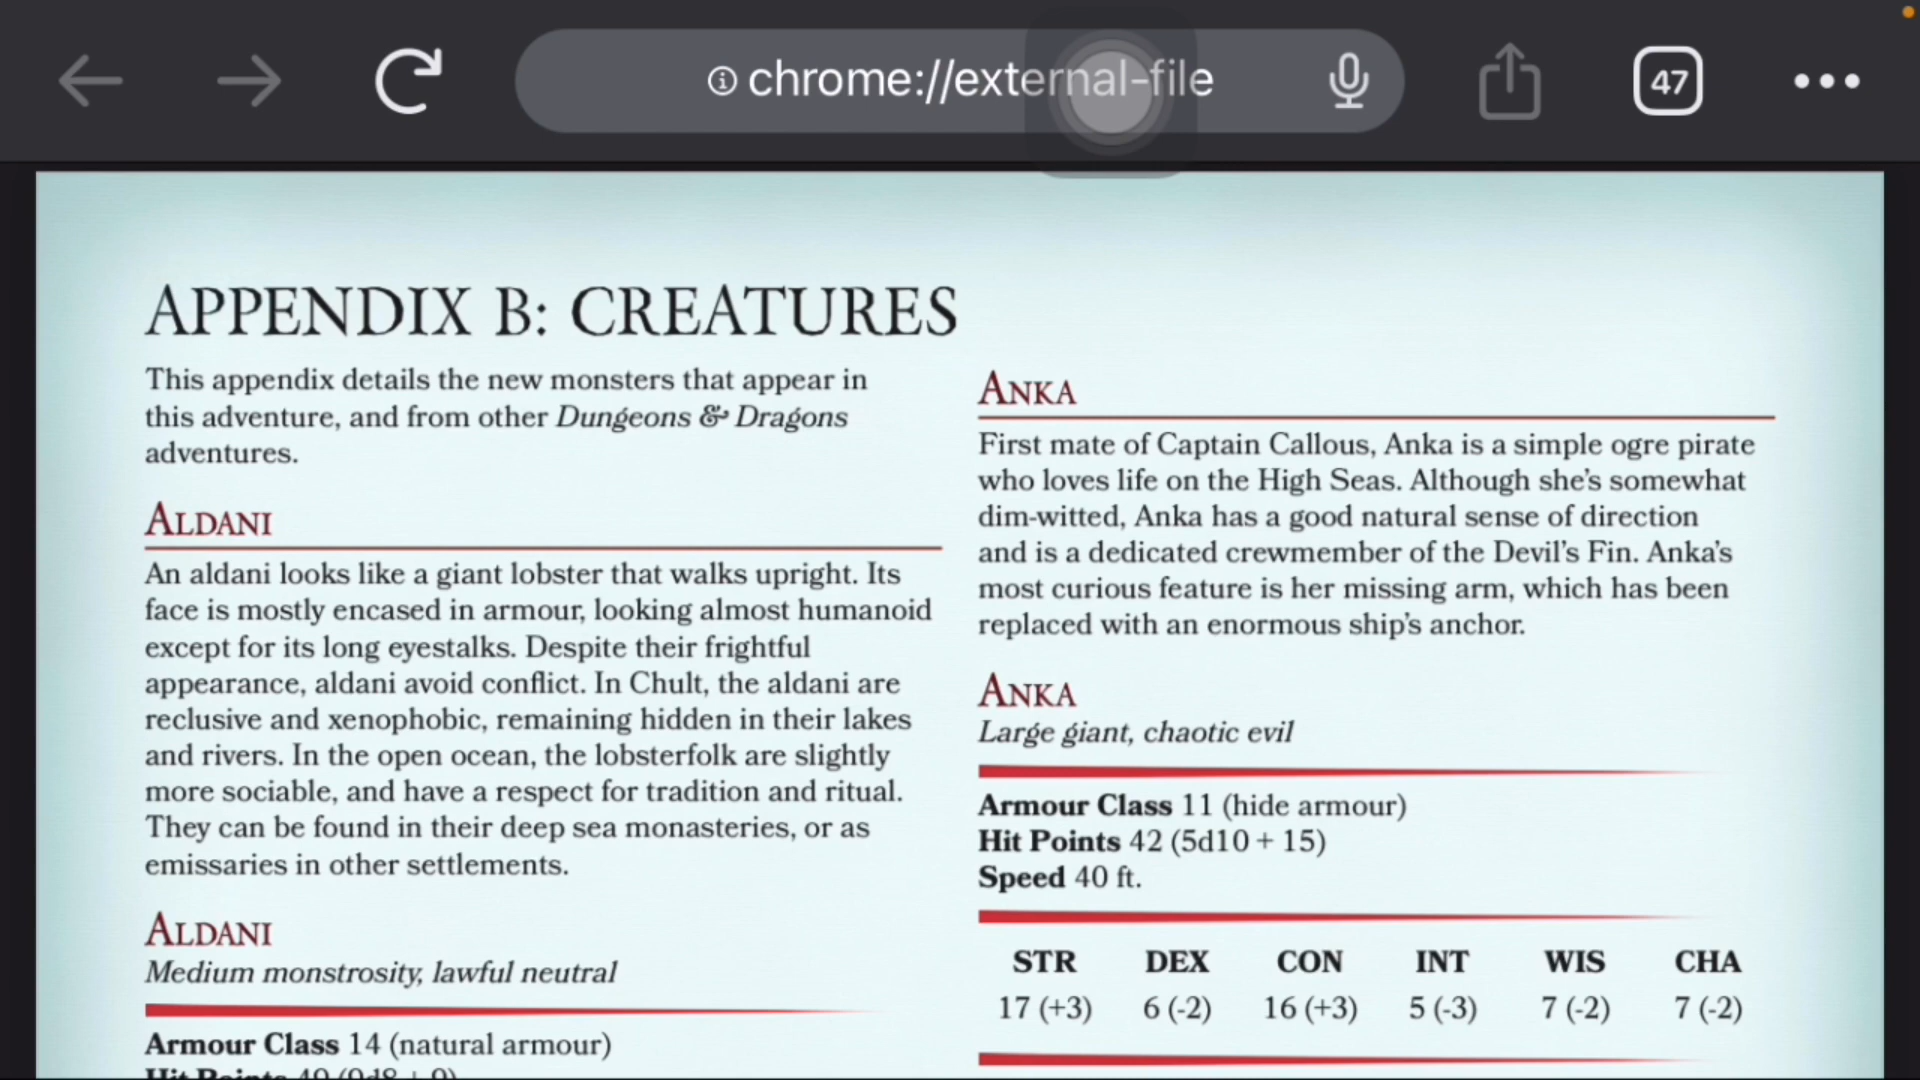 chrome://external-file
47
APPENDIX B: CREATURES
This appendix details the new monsters that appear in
this adventure, and from other Dungeons & Dragons
adventures.
ALDANI
An aldani looks like a giant lobster that walks upright. Its
face is mostly encased in armour, looking almost humanoid
except for its long eyestalks. Despite their frightful
appearance, aldani avoid conflict. In Chult, the aldani are
reclusive and xenophobic, remaining hidden in their lakes
and rivers. In the open ocean, the lobsterfolk are slightly
more sociable, and have a respect for tradition and ritual.
They can be found in their deep sea monasteries, or as
emissaries in other settlements.
ALDANI
Medium monstrosity, lawful neutral
Armour Class 14 (natural armour)
Hit Points 49 (9d8 + 9)
ANKA
First mate of Captain Callous, Anka is a simple ogre pirate
who loves life on the High Seas. Although she's somewhat
dim-witted, Anka has a good natural sense of direction
and is a dedicated crewmember of the Devil's Fin. Anka's
most curious feature is her missing arm, which has been
replaced with an enormous ship's anchor.
ANKA
Large giant, chaotic evil
Armour Class 11 (hide armour)
Hit Points 42 (5d10 + 15)
Speed 40 ft.
STR DEX CON INT WIS CHA
17 (+3) 6 (-2) 16 (+3) 5 (-3) 7 (-2) 7 (-2)